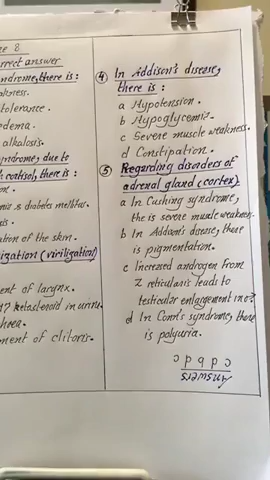 ne 8
rrect answer
ndrome, there is:
akness.
tolerance.
edema.
alkalosis.
yndrome, due to
h cortisol, there is:
mia & diabetes mellitus.
sis.
ation of the skin.
ization (virilization)
ent of larynx.
17 ketosteroid in urine.
rhea.
ment of clitoris.
④ In Addison's disease,
there is:
a Hypotension.
b Hypoglycemia.
c Severe muscle weakness.
d Constipation.
⑤ Regarding disorders of
adrenal gland (cortex).
a In Cushing syndrome,
the is severe muscle weakness.
b In Addison's disease, there
is pigmentation.
c Increased androgen from
Z reticularis leads to
testicular enlargement in ♂?
d In Conn's syndrome, there
is polyuria.
Answers
c d b d c